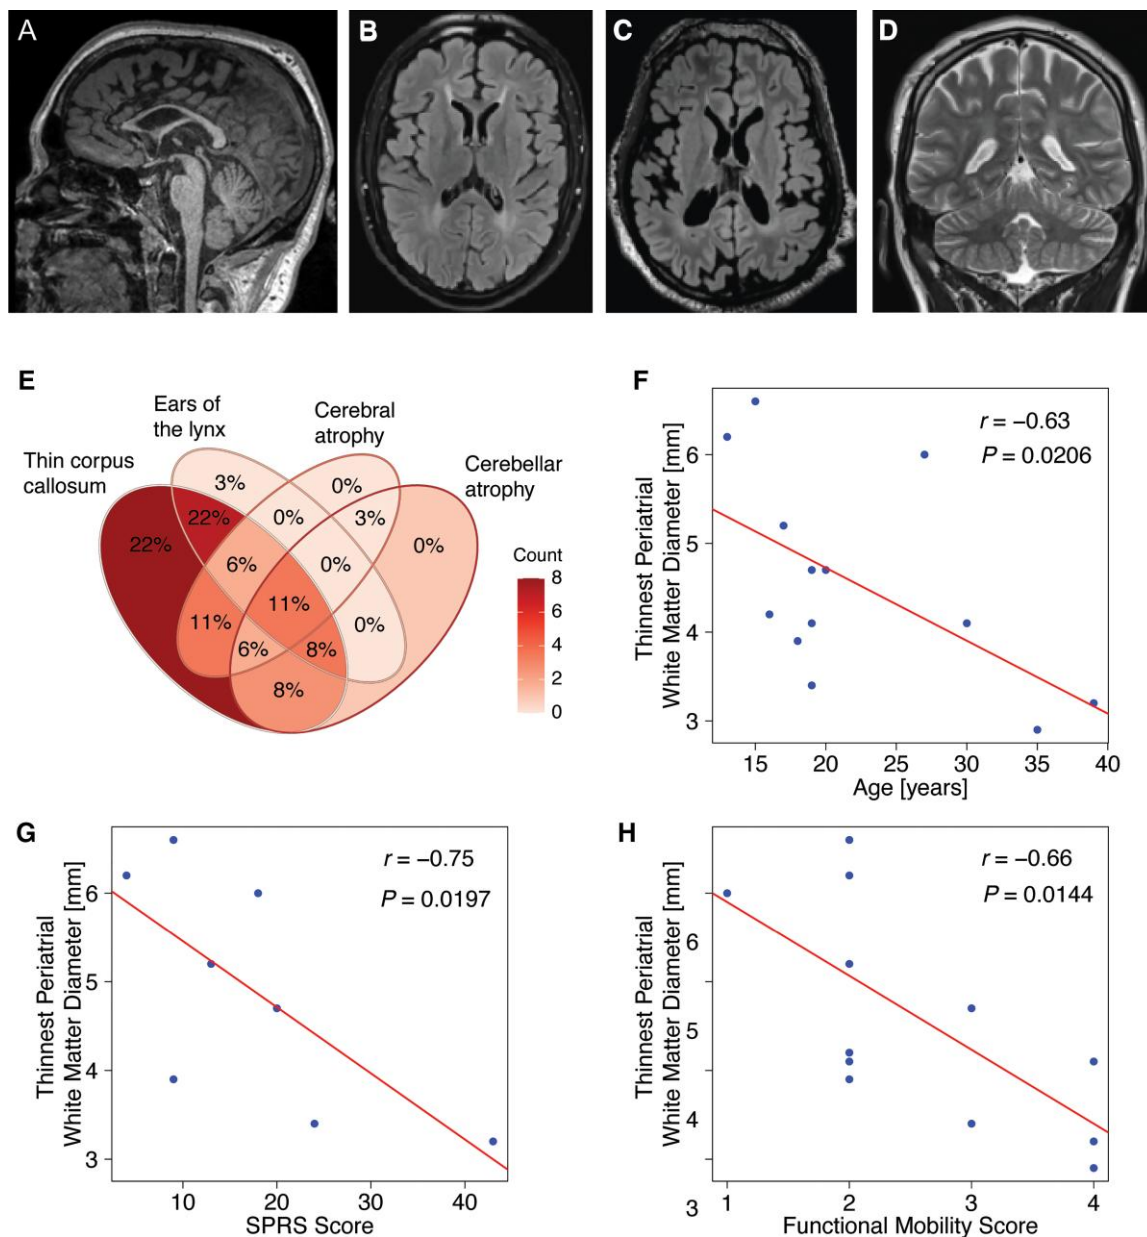 A
B
C
D
E
Ears of
the lynx
Cerebral
atrophy
Thin corpus
callosum
Cerebellar
atrophy
3%
0%
22%
0%
3%
22%
0%
6%
0%
11%
11%
0%
6%
8%
8%
Count
8
6
4
2
0
F
Thinnest Periatrial
White Matter Diameter [mm]
r = −0.63
P = 0.0206
6
5
4
3
15 20 25 30 35 40
Age [years]
G
Thinnest Periatrial
White Matter Diameter [mm]
r = −0.75
P = 0.0197
6
5
4
3
10 20 30 40
SPRS Score
H
Thinnest Periatrial
White Matter Diameter [mm]
r = −0.66
P = 0.0144
6
5
4
3
1 2 3 4
Functional Mobility Score